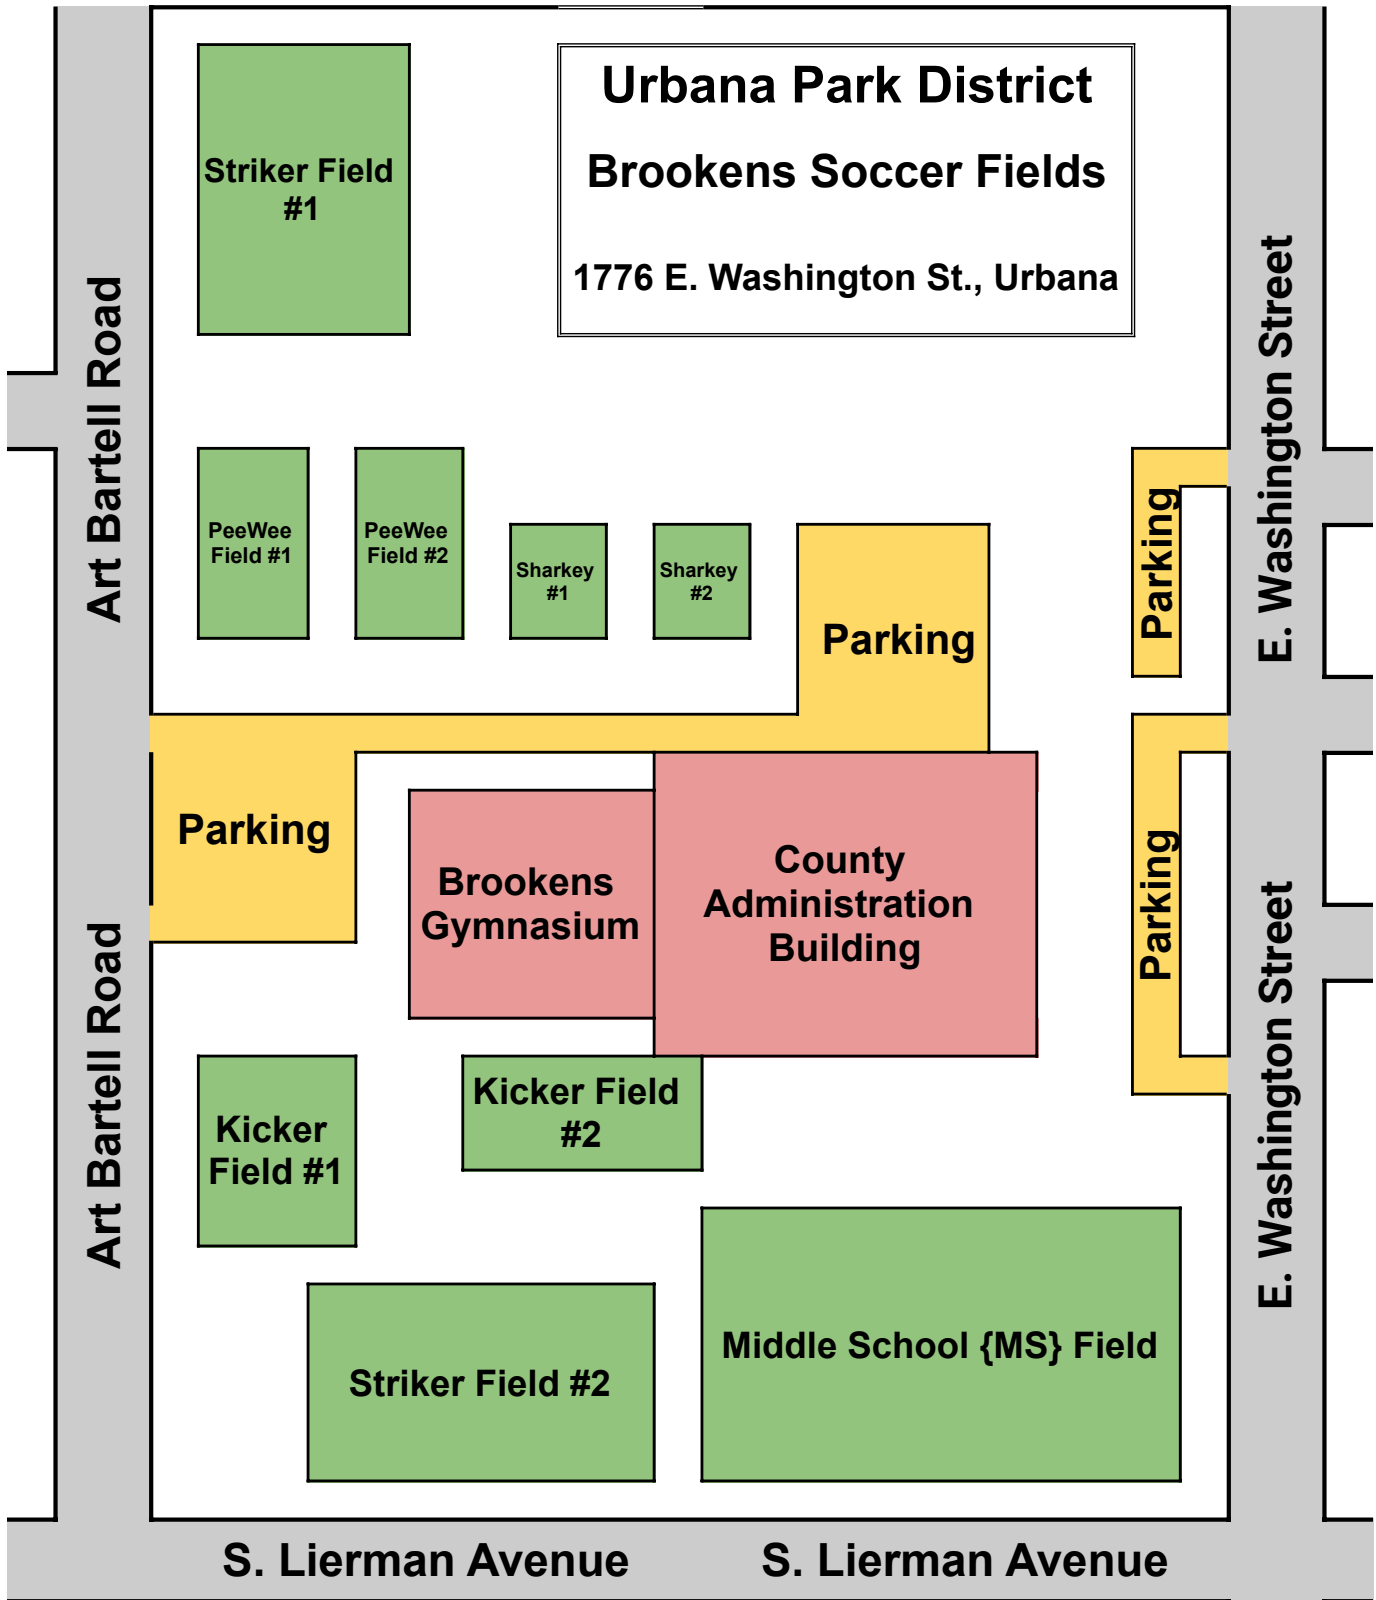 Urbana Park District
Brookens Soccer Fields
1776 E. Washington St., Urbana
Striker Field
#1
Art Bartell Road
E. Washington Street
PeeWee
Field #1
PeeWee
Field #2
Sharkey
#1
Sharkey
#2
Parking
Parking
Parking
Brookens
Gymnasium
County
Administration
Building
Parking
Art Bartell Road
E. Washington Street
Kicker
Field #1
Kicker Field
#2
Striker Field #2
Middle School {MS} Field
S. Lierman Avenue
S. Lierman Avenue